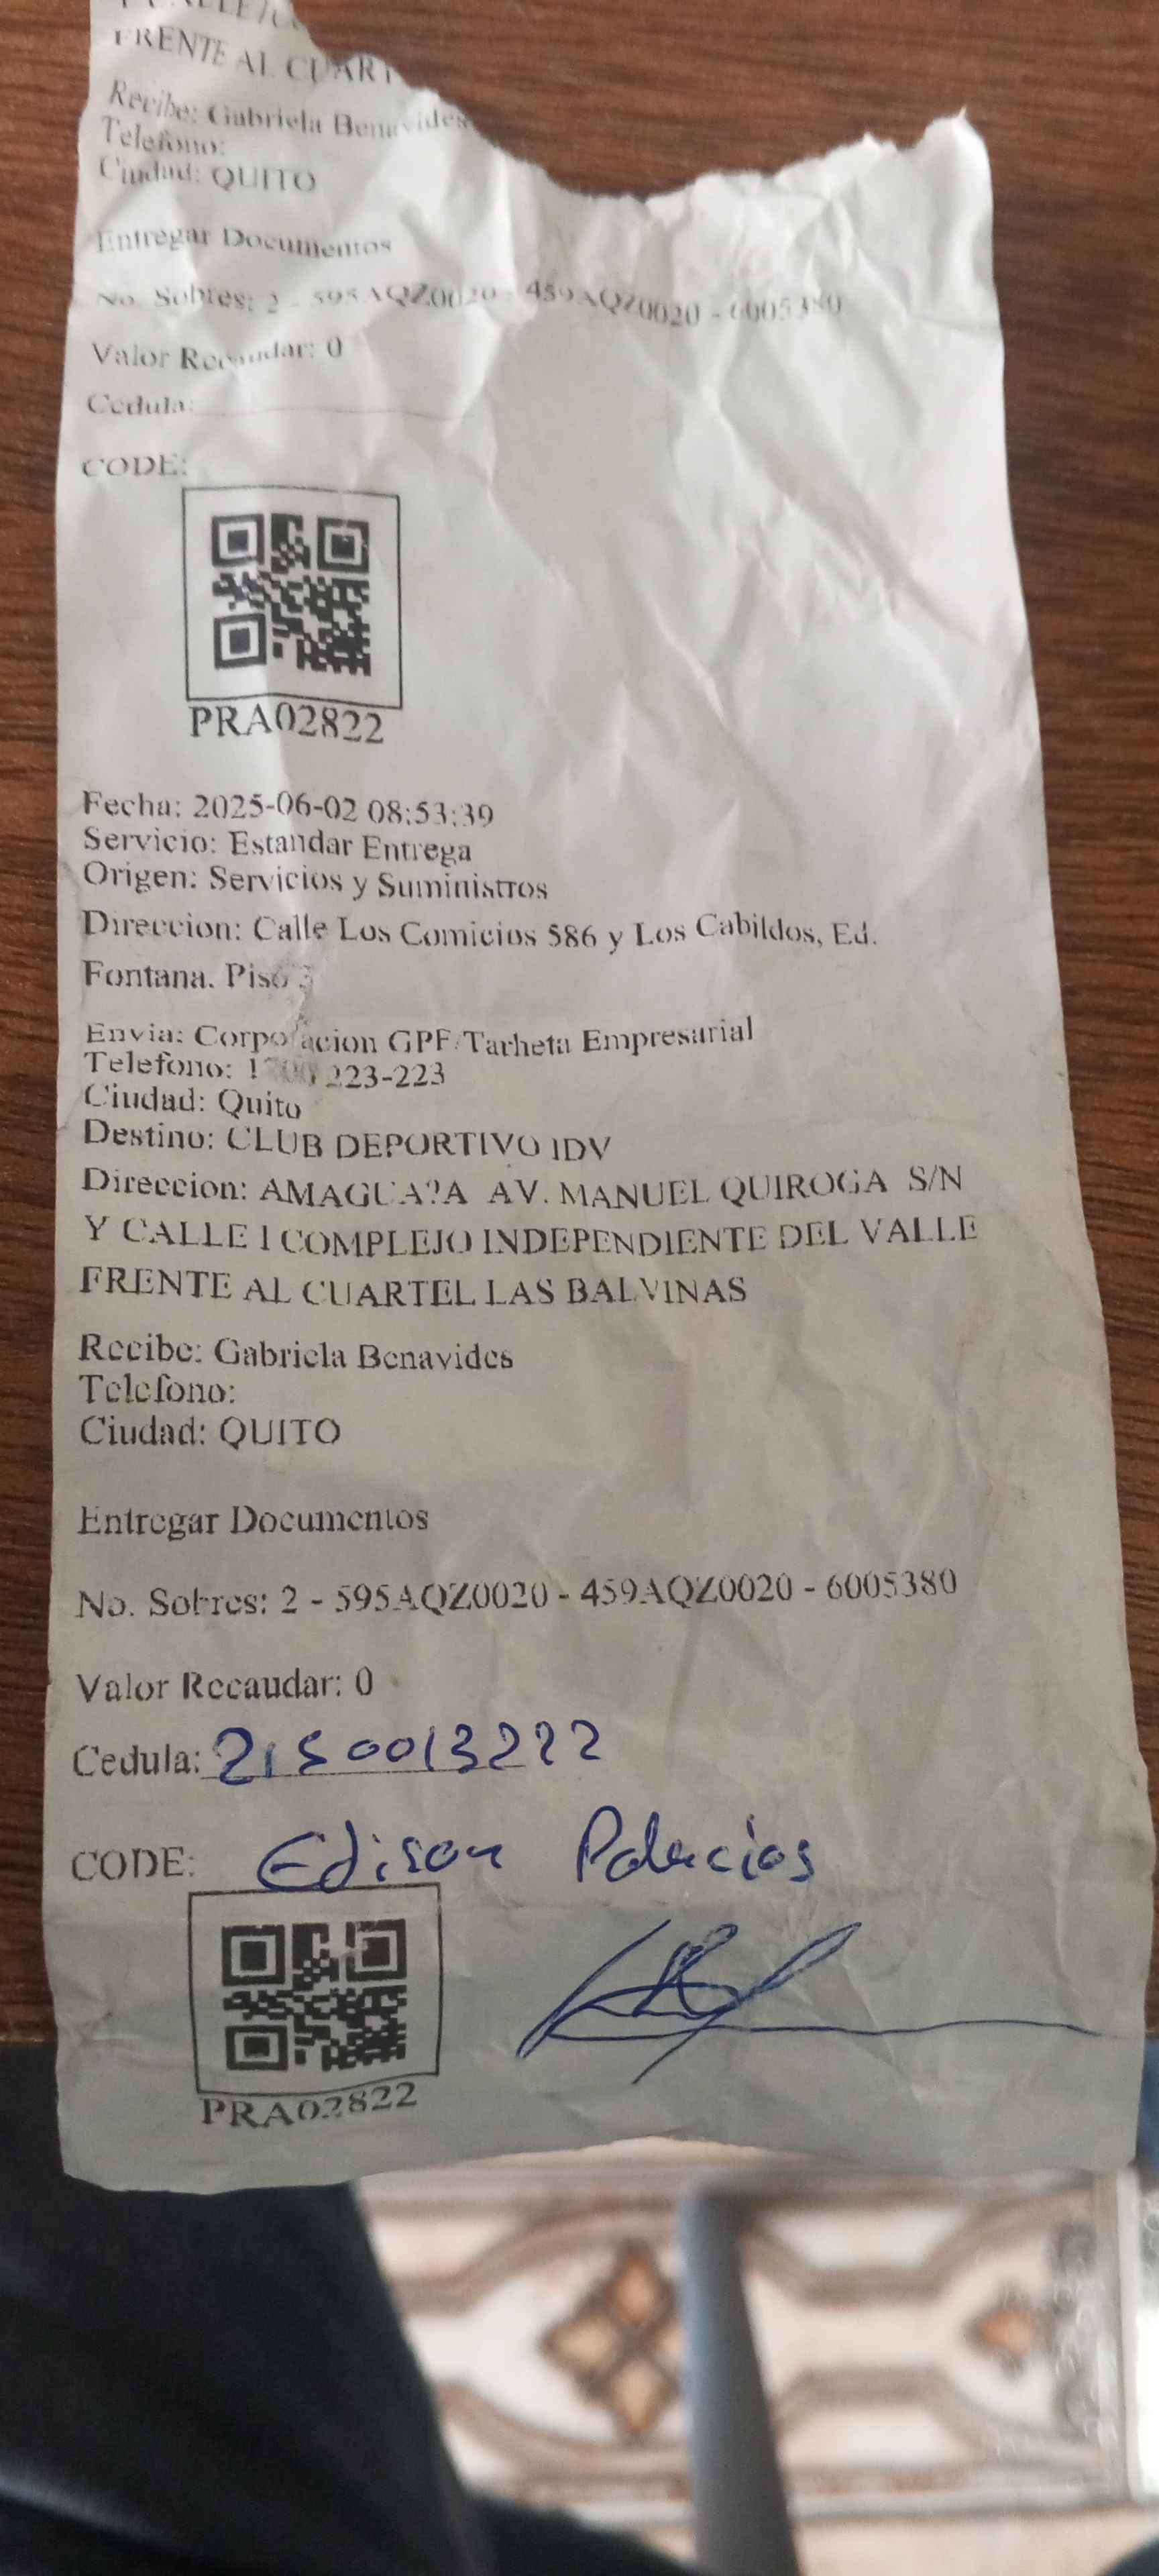 FRENTE AL CUART
Recibe: Gabriela Benavides
Telefono:
Ciudad: QUITO
Entregar Documentos
No. Sobres: 2 - 595AQZ0020 - 459AQZ0020 - 6005380
Valor Recaudar: 0
Cedula:
CODE:
PRA02822
Fecha: 2025-06-02 08:53:39
Servicio: Estandar Entrega
Origen: Servicios y Suministros
Direccion: Calle Los Comicios 586 y Los Cabildos, Ed.
Fontana. Piso 3
Envia: Corporacion GPF/Tarheta Empresarial
Telefono: 1700 223-223
Ciudad: Quito
Destino: CLUB DEPORTIVO IDV
Direccion: AMAGUA?A AV. MANUEL QUIROGA S/N
Y CALLE 1 COMPLEJO INDEPENDIENTE DEL VALLE
FRENTE AL CUARTEL LAS BALVINAS
Recibe: Gabriela Benavides
Telefono:
Ciudad: QUITO
Entregar Documentos
No. Sobres: 2 - 595AQZ0020 - 459AQZ0020 - 6005380
Valor Recaudar: 0
Cedula: 2150013222
CODE: Edison Palacios
PRA02822